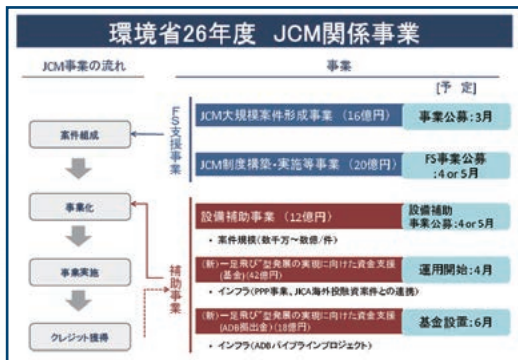 環境省26年度 JCM関係事業
JCM事業の流れ
事業
[予 定]
案件組成
事業化
事業実施
クレジット獲得
FS支援事業
JCM大規模案件形成事業 (16億円)
事業公募:3月
JCM制度構築・実施等事業 (20億円)
FS事業公募
:4 or 5月
補助事業
設備補助事業 (12億円)
設備補助
事業公募:4 or 5月
・ 案件規模(数千万〜数億/件)
(新)“一足飛び”型発展の実現に向けた資金支援
(基金)(42億円)
運用開始:4月
・ インフラ(PPP事業、JICA海外投融資案件との連携)
(新)“一足飛び”型発展の実現に向けた資金支援
(ADB拠出金)(18億円)
基金設置:6月
・ インフラ(ADBパイプラインプロジェクト)